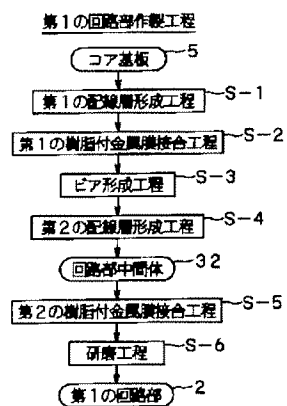 第1の回路部作製工程
コア基板 5
第1の配線層形成工程 S-1
第1の樹脂付金属膜接合工程 S-2
ビア形成工程 S-3
第2の配線層形成工程 S-4
回路部中間体 32
第2の樹脂付金属膜接合工程 S-5
研磨工程 S-6
第1の回路部 2